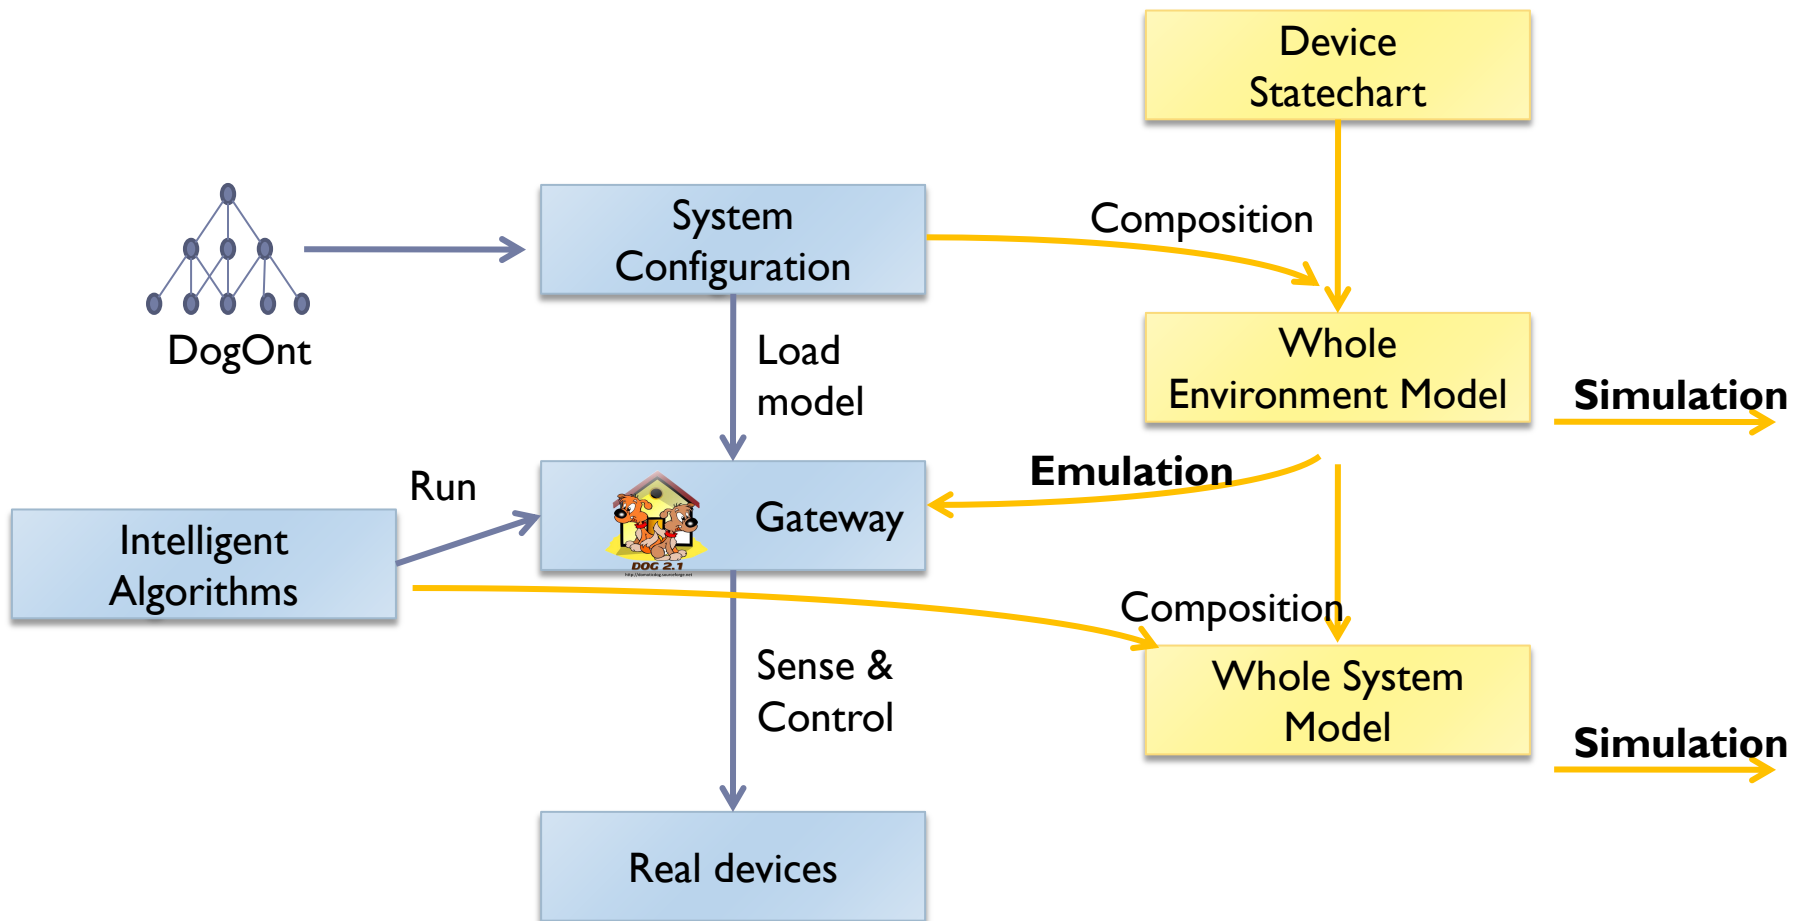 Device
Statechart
System
Configuration
Composition
DogOnt
Load
model
Whole
Environment Model
Simulation
Run
Emulation
Gateway
DOG 2.1
Intelligent
Algorithms
Composition
Sense &
Control
Whole System
Model
Simulation
Real devices